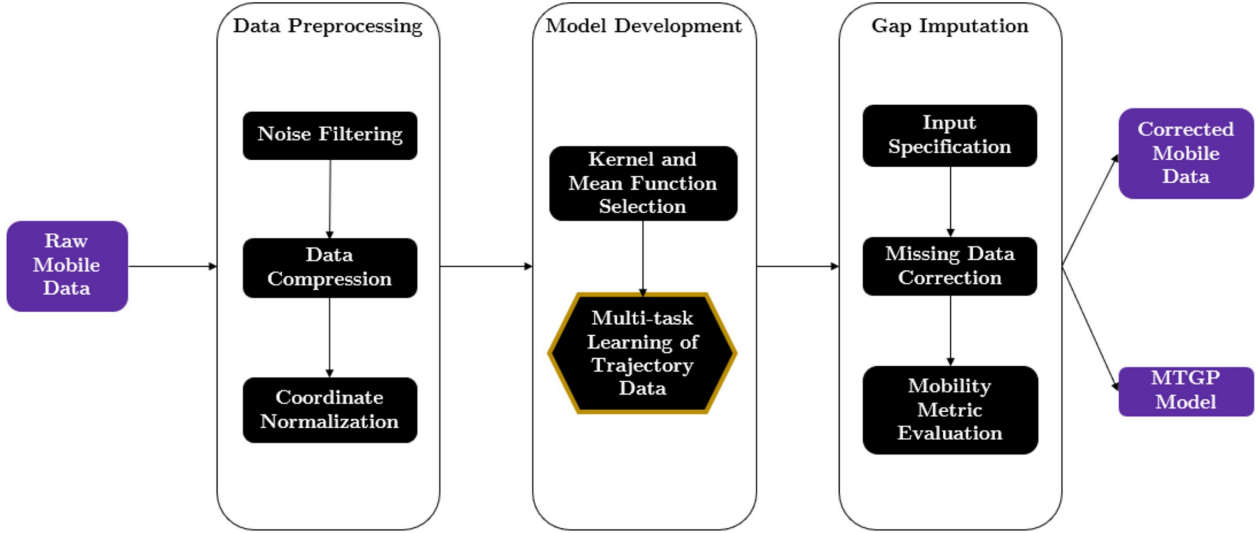 Data Preprocessing
Model Development
Gap Imputation
Raw
Mobile
Data
Noise Filtering
Data
Compression
Coordinate
Normalization
Kernel and
Mean Function
Selection
Multi-task
Learning of
Trajectory
Data
Input
Specification
Missing Data
Correction
Mobility
Metric
Evaluation
Corrected
Mobile
Data
MTGP
Model